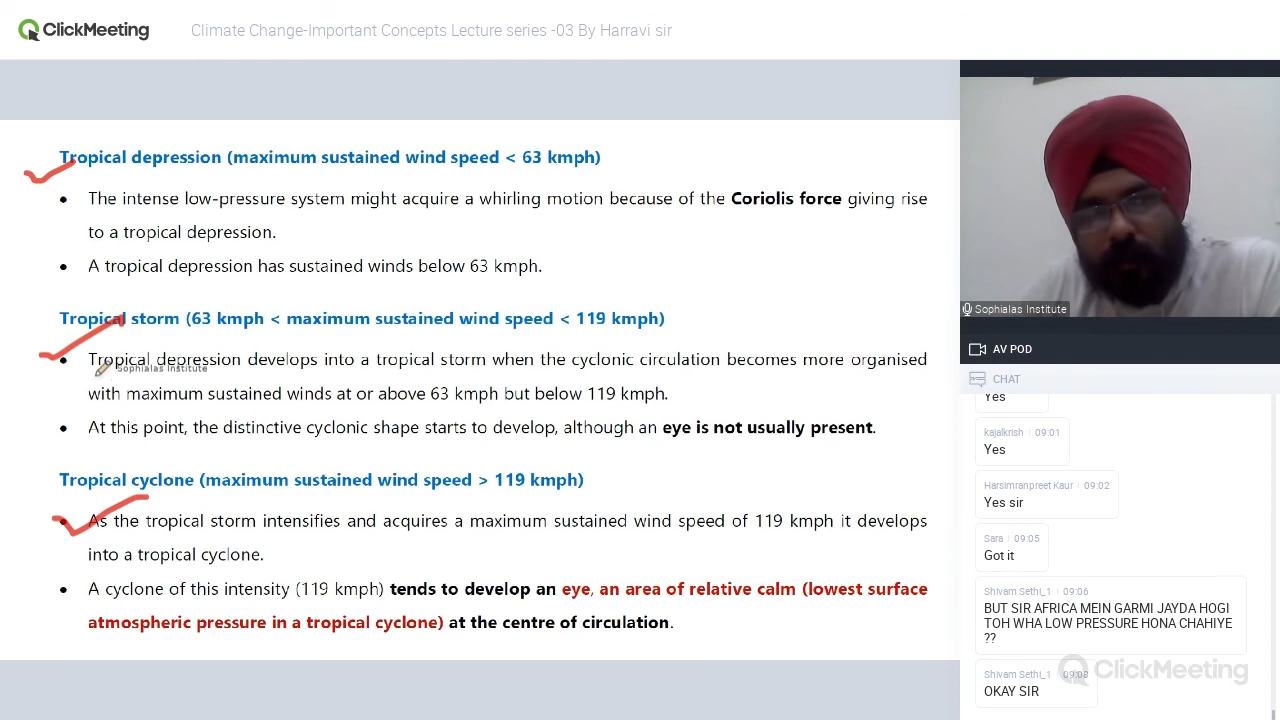 ClickMeeting
Climate Change-Important Concepts Lecture series -03 By Harravi sir
Tropical depression (maximum sustained wind speed < 63 kmph)
• The intense low-pressure system might acquire a whirling motion because of the Coriolis force giving rise
to a tropical depression.
• A tropical depression has sustained winds below 63 kmph.
Tropical storm (63 kmph < maximum sustained wind speed < 119 kmph)
• Tropical depression develops into a tropical storm when the cyclonic circulation becomes more organised
Sophialas Institute
with maximum sustained winds at or above 63 kmph but below 119 kmph.
• At this point, the distinctive cyclonic shape starts to develop, although an eye is not usually present.
Tropical cyclone (maximum sustained wind speed > 119 kmph)
• As the tropical storm intensifies and acquires a maximum sustained wind speed of 119 kmph it develops
into a tropical cyclone.
• A cyclone of this intensity (119 kmph) tends to develop an eye, an area of relative calm (lowest surface
atmospheric pressure in a tropical cyclone) at the centre of circulation.
Sophialas Institute
AV POD
CHAT
Yes
kajalkrish 09:01
Yes
Harsimranpreet Kaur 09:02
Yes sir
Sara 09:05
Got it
Shivam Sethi_1 09:06
BUT SIR AFRICA MEIN GARMI JAYDA HOGI
TOH WHA LOW PRESSURE HONA CHAHIYE
??
Shivam Sethi_1 09:08
OKAY SIR
ClickMeeting